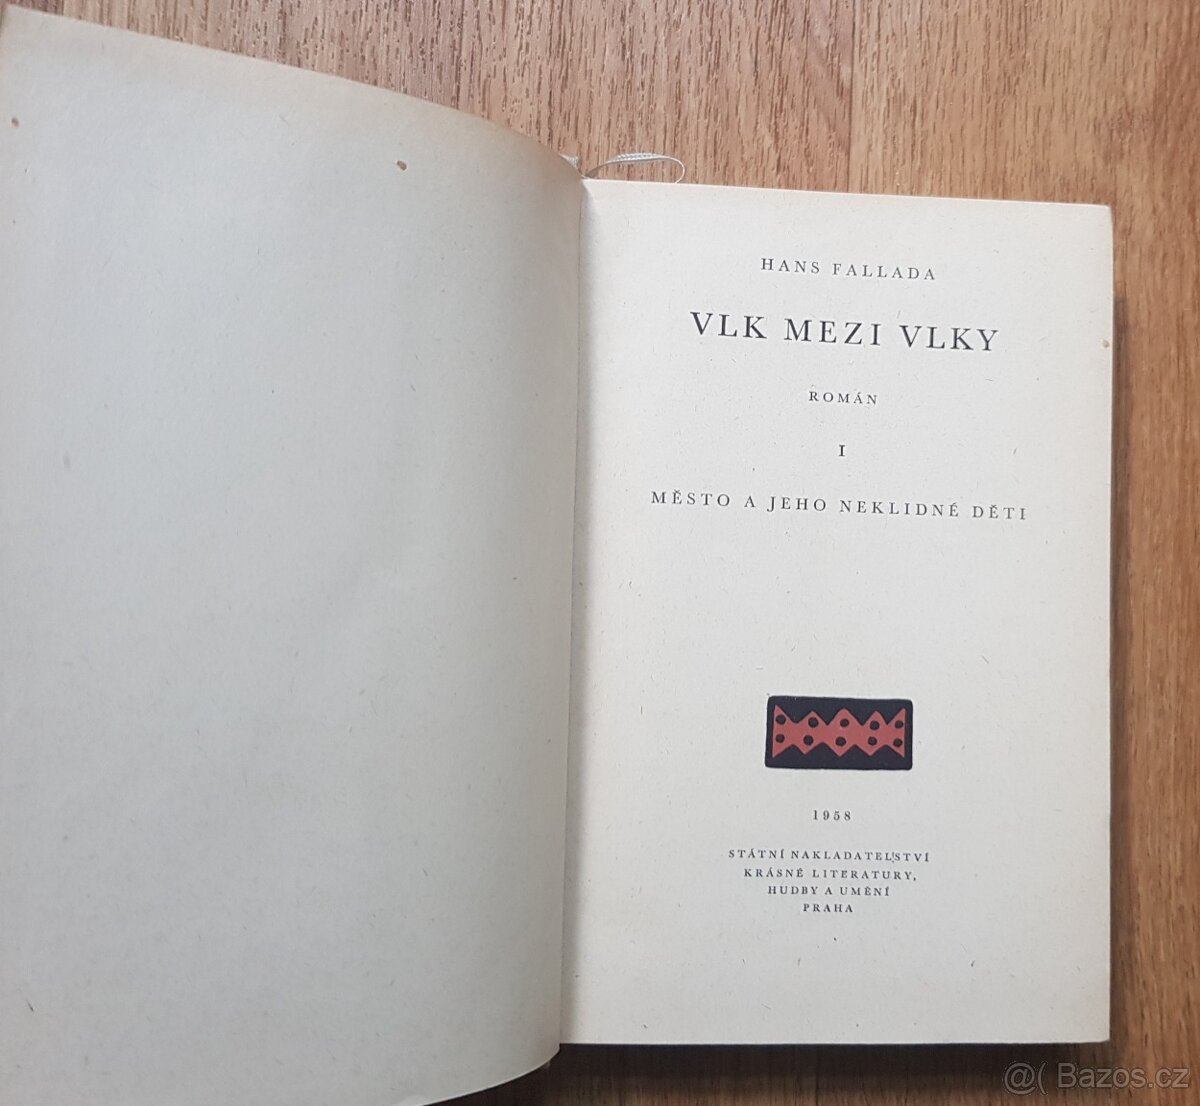 HANS FALLADA
VLK MEZI VLKY
ROMÁN
I
MĚSTO A JEHO NEKLIDNÉ DĚTI
1958
STÁTNÍ NAKLADATELSTVÍ
KRÁSNÉ LITERATURY,
HUDBY A UMĚNÍ
PRAHA
@( Bazos.cz